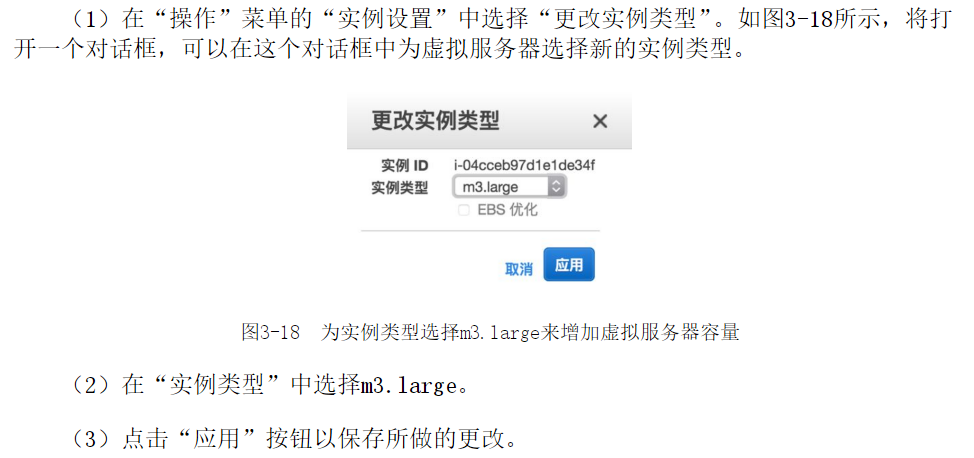 （1）在“操作”菜单的“实例设置”中选择“更改实例类型”。如图3-18所示，将打
开一个对话框，可以在这个对话框中为虚拟服务器选择新的实例类型。
更改实例类型 ×
实例 ID i-04cceb97d1e1de34f
实例类型 m3.large
EBS 优化
取消 应用
图3-18 为实例类型选择m3.large来增加虚拟服务器容量
（2）在“实例类型”中选择m3.large。
（3）点击“应用”按钮以保存所做的更改。